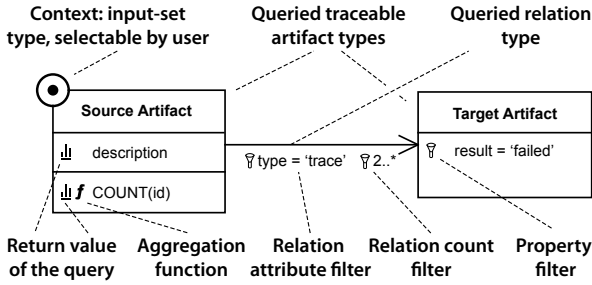 Context: input-set
type, selectable by user
Queried traceable
artifact types
Queried relation
type
Source Artifact
Target Artifact
description
type = ‘trace’
2..*
result = ‘failed’
ƒ COUNT(id)
Return value
of the query
Aggregation
function
Relation
attribute filter
Relation count
filter
Property
filter